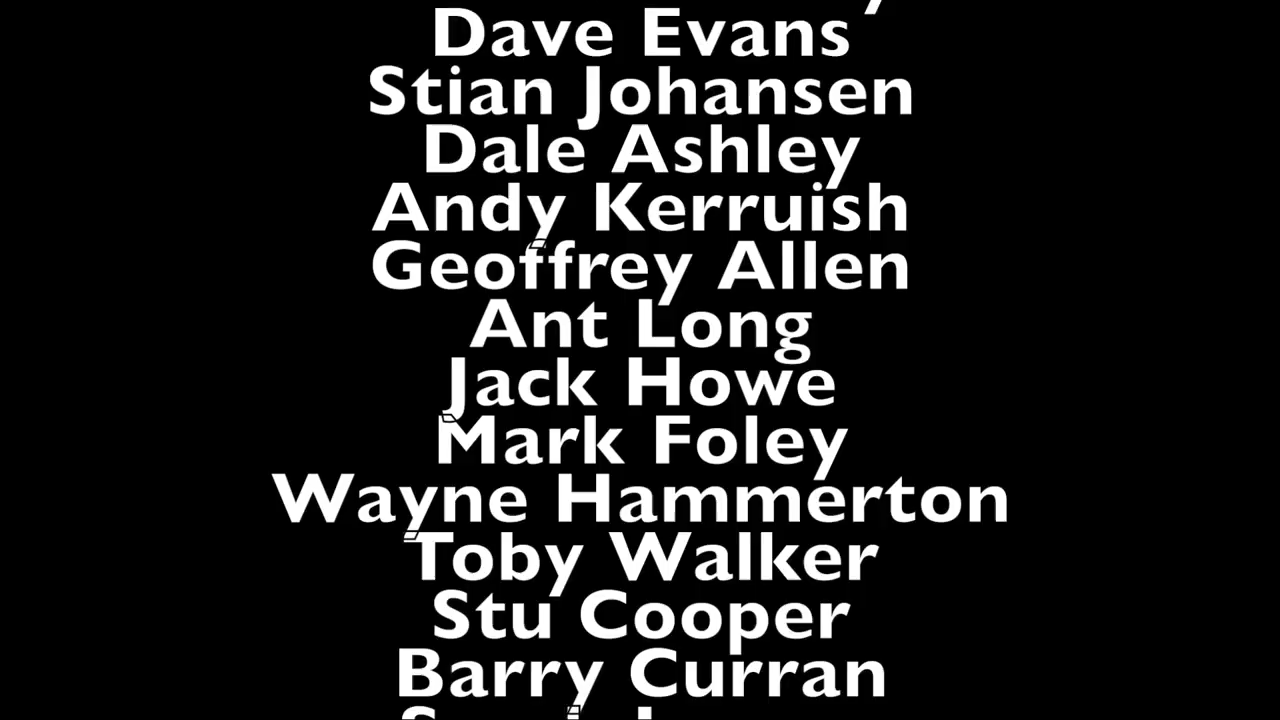 Dave Evans
Stian Johansen
Dale Ashley
Andy Kerruish
Geoffrey Allen
Ant Long
Jack Howe
Mark Foley
Wayne Hammerton
Toby Walker
Stu Cooper
Barry Curran